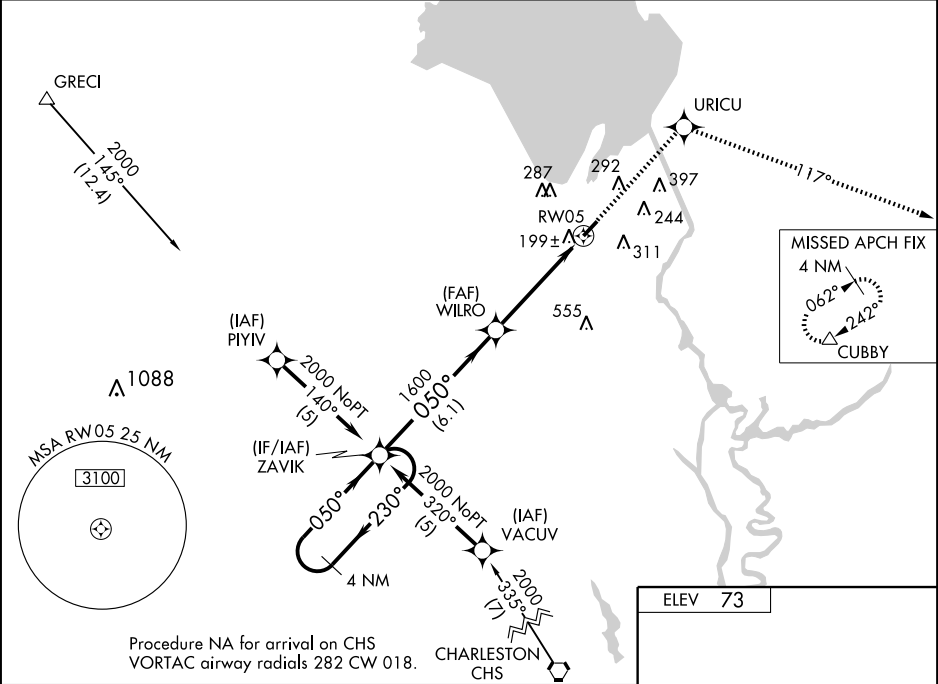 GRECI
2000
145°
(12.4)
URICU
117°
287
292
397
244
RW05
199±
311
MISSED APCH FIX
4 NM
062°
242°
CUBBY
(FAF)
WILRO
555
(IAF)
PIYIV
2000 NoPT
140°
(5)
1600
050°
(6.1)
1088
MSA RW05 25 NM
3100
(IF/IAF)
ZAVIK
050°
230°
4 NM
2000 NoPT
320°
(5)
(IAF)
VACUV
2000
335°
(7)
ELEV 73
Procedure NA for arrival on CHS
VORTAC airway radials 282 CW 018.
CHARLESTON
CHS